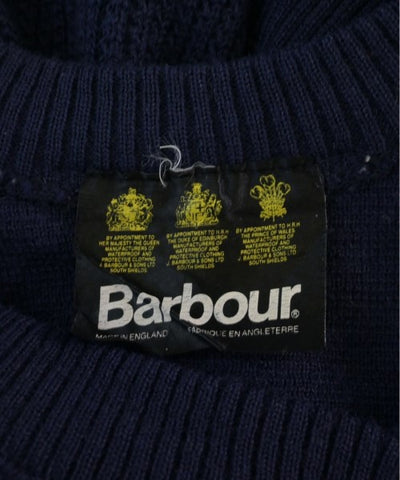 BY APPOINTMENT TO
HER MAJESTY THE QUEEN
MANUFACTURERS OF
WATERPROOF AND
PROTECTIVE CLOTHING
J. BARBOUR & SONS LTD
SOUTH SHIELDS
BY APPOINTMENT TO H.R.H.
THE DUKE OF EDINBURGH
MANUFACTURERS OF
WATERPROOF AND
PROTECTIVE CLOTHING
J. BARBOUR & SONS LTD
SOUTH SHIELDS
BY APPOINTMENT TO H.R.H.
THE PRINCE OF WALES
MANUFACTURERS OF
WATERPROOF AND
PROTECTIVE CLOTHING
J. BARBOUR & SONS LTD
SOUTH SHIELDS
Barbour®
MADE IN ENGLAND FABRIQUE EN ANGLETERRE